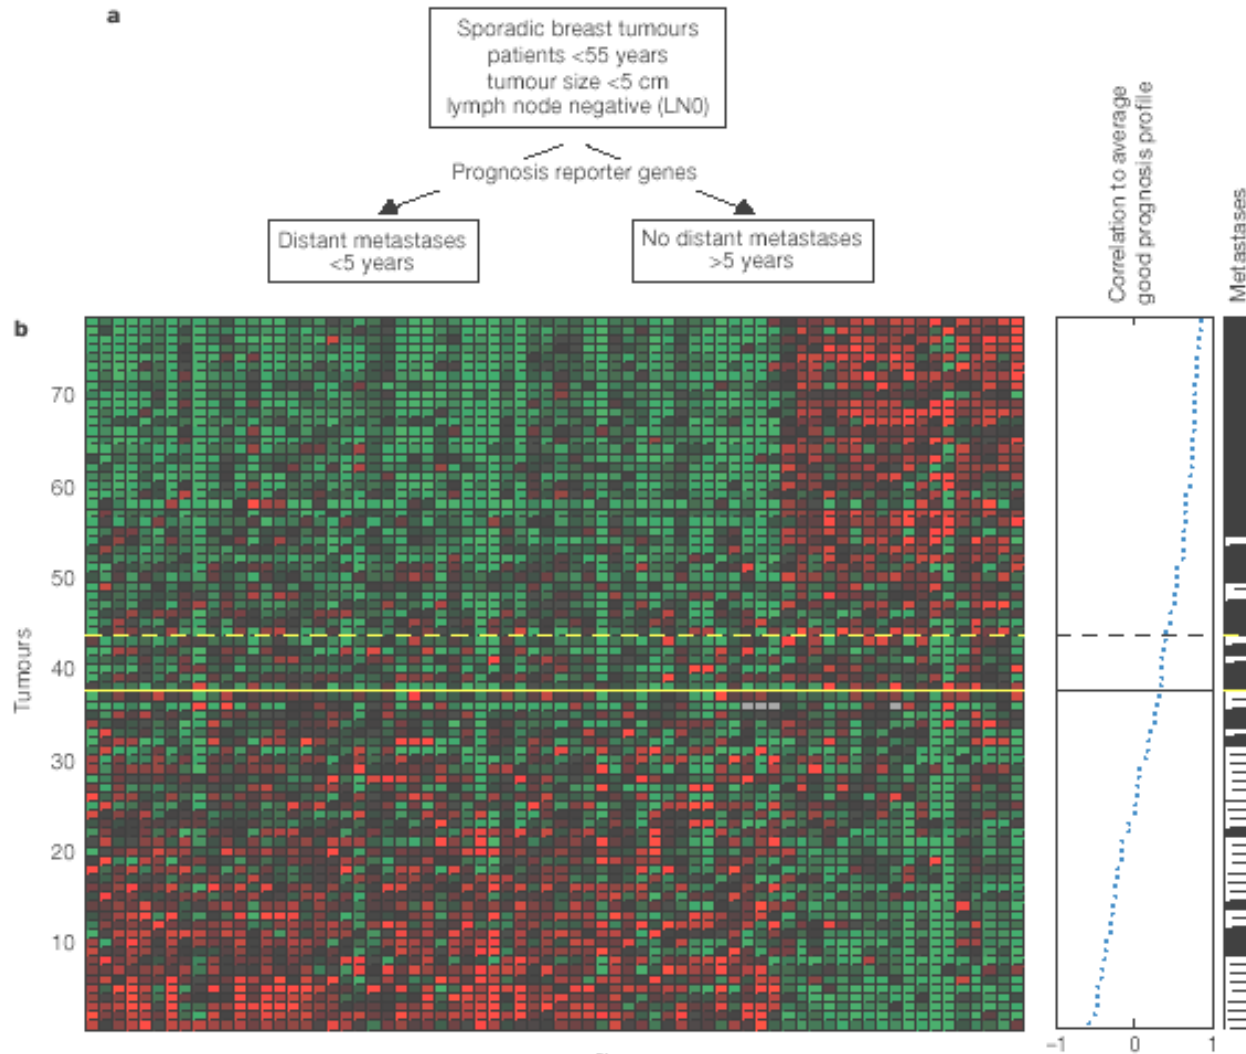 a
Sporadic breast tumours
patients <55 years
tumour size <5 cm
lymph node negative (LN0)
Prognosis reporter genes
Distant metastases
<5 years
No distant metastases
>5 years
Correlation to average
good prognosis profile
Metastases
b
Tumours
70
60
50
40
30
20
10
−1
0
1